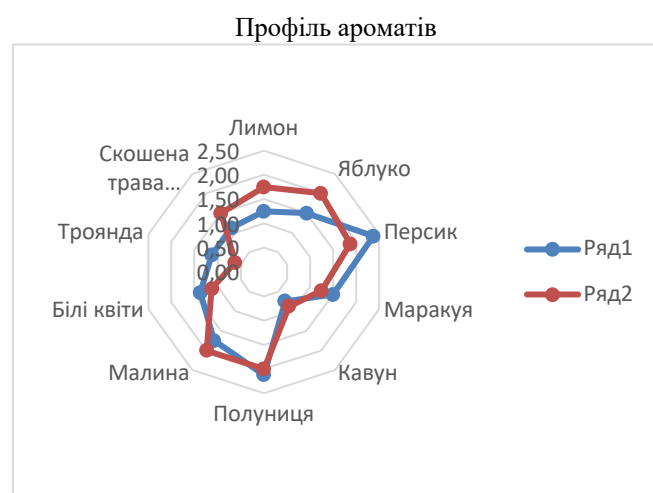 Профіль ароматів
Лимон
Яблуко
Персик
Маракуя
Кавун
Полуниця
Малина
Білі квіти
Троянда
Скошена
трава...
2,50
2,00
1,50
1,00
0,50
0,00
Ряд1
Ряд2